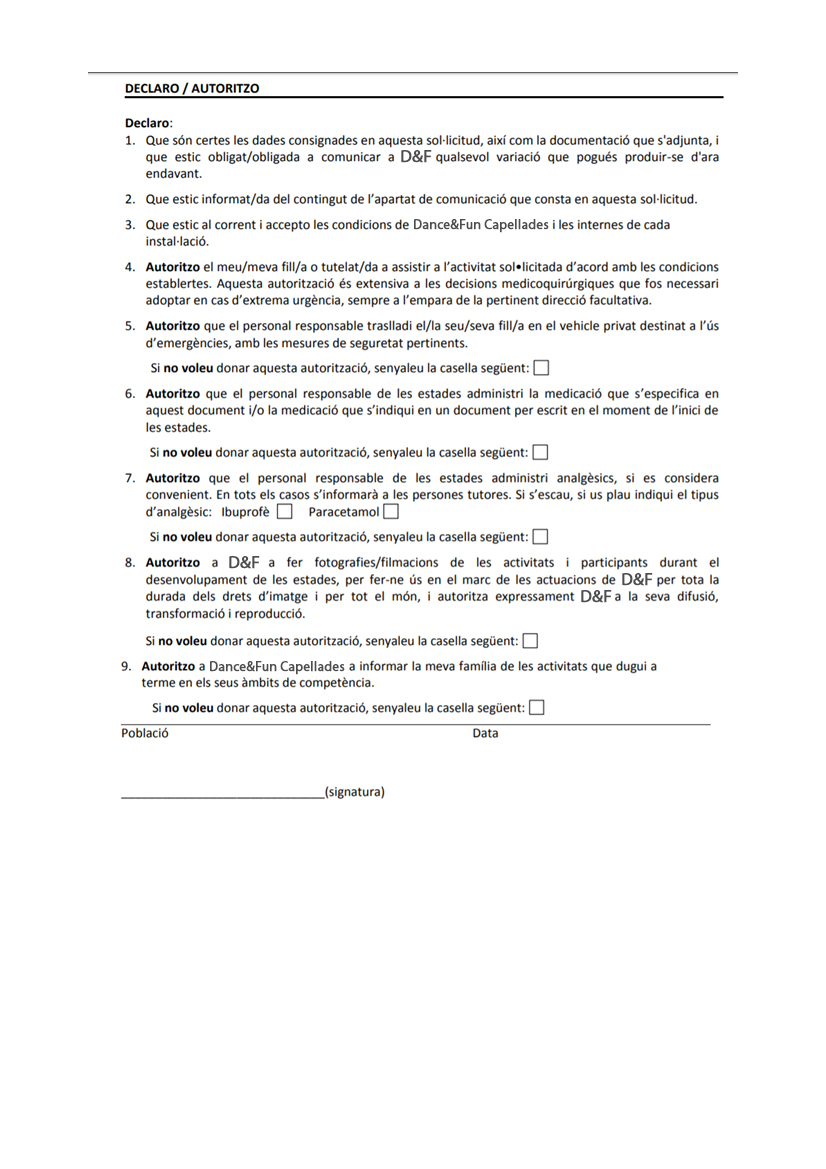 DECLARO / AUTORITZO
Declaro:
1. Que són certes les dades consignades en aquesta sol·licitud, així com la documentació que s'adjunta, i
que estic obligat/obligada a comunicar a D&F qualsevol variació que pogués produir-se d'ara
endavant.
2. Que estic informat/da del contingut de l’apartat de comunicació que consta en aquesta sol·licitud.
3. Que estic al corrent i accepto les condicions de Dance&Fun Capellades i les internes de cada
instal·lació.
4. Autoritzo el meu/meva fill/a o tutelat/da a assistir a l’activitat sol•licitada d’acord amb les condicions
establertes. Aquesta autorització és extensiva a les decisions medicoquirúrgiques que fos necessari
adoptar en cas d’extrema urgència, sempre a l’empara de la pertinent direcció facultativa.
5. Autoritzo que el personal responsable traslladi el/la seu/seva fill/a en el vehicle privat destinat a l’ús
d’emergències, amb les mesures de seguretat pertinents.
Si no voleu donar aquesta autorització, senyaleu la casella següent:
6. Autoritzo que el personal responsable de les estades administri la medicació que s’especifica en
aquest document i/o la medicació que s’indiqui en un document per escrit en el moment de l’inici de
les estades.
Si no voleu donar aquesta autorització, senyaleu la casella següent:
7. Autoritzo que el personal responsable de les estades administri analgèsics, si es considera
convenient. En tots els casos s’informarà a les persones tutores. Si s’escau, si us plau indiqui el tipus
d’analgèsic: Ibuprofè Paracetamol
Si no voleu donar aquesta autorització, senyaleu la casella següent:
8. Autoritzo a D&F a fer fotografies/filmacions de les activitats i participants durant el
desenvolupament de les estades, per fer-ne ús en el marc de les actuacions de D&F per tota la
durada dels drets d’imatge i per tot el món, i autoritza expressament D&F a la seva difusió,
transformació i reproducció.
Si no voleu donar aquesta autorització, senyaleu la casella següent:
9. Autoritzo a Dance&Fun Capellades a informar la meva família de les activitats que dugui a
terme en els seus àmbits de competència.
Si no voleu donar aquesta autorització, senyaleu la casella següent:
Població Data
_____________________________(signatura)